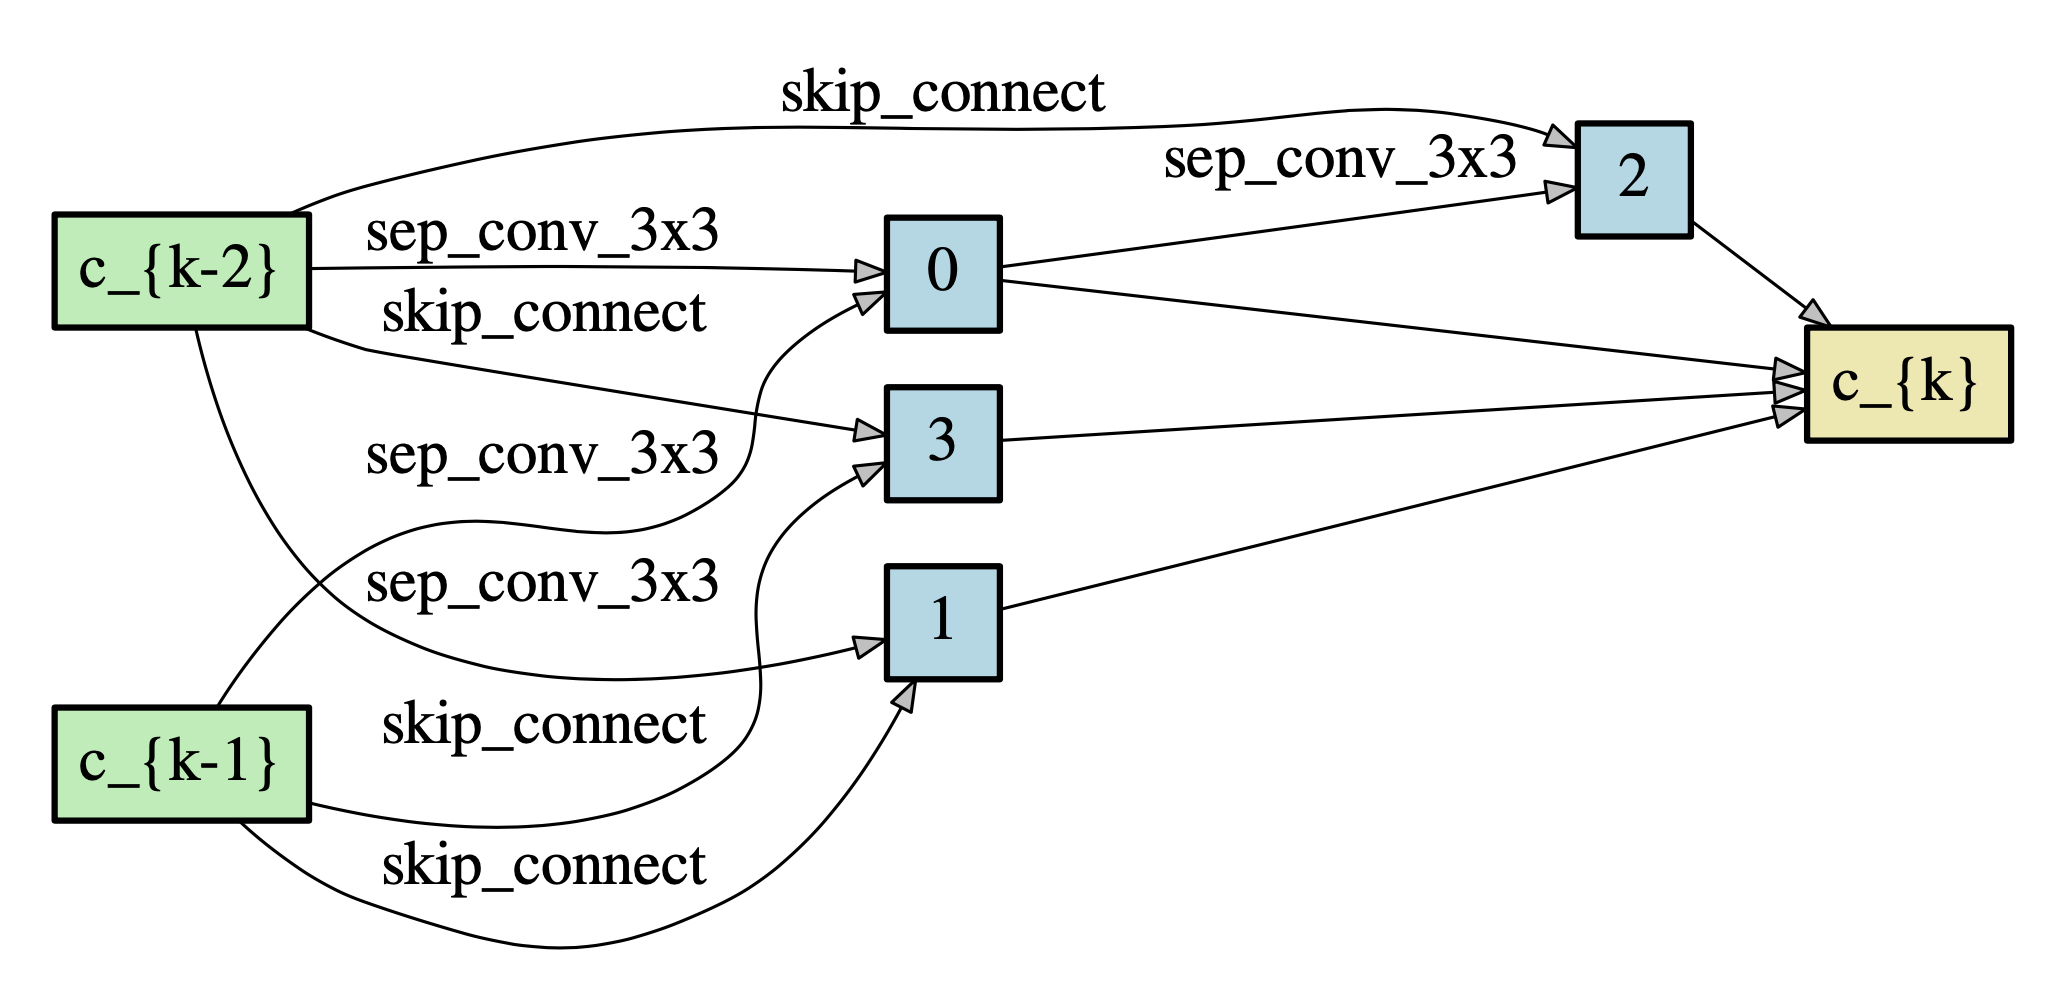 skip_connect
sep_conv_3x3
2
c_{k-2}
sep_conv_3x3
0
skip_connect
c_{k}
sep_conv_3x3
3
sep_conv_3x3
1
skip_connect
c_{k-1}
skip_connect